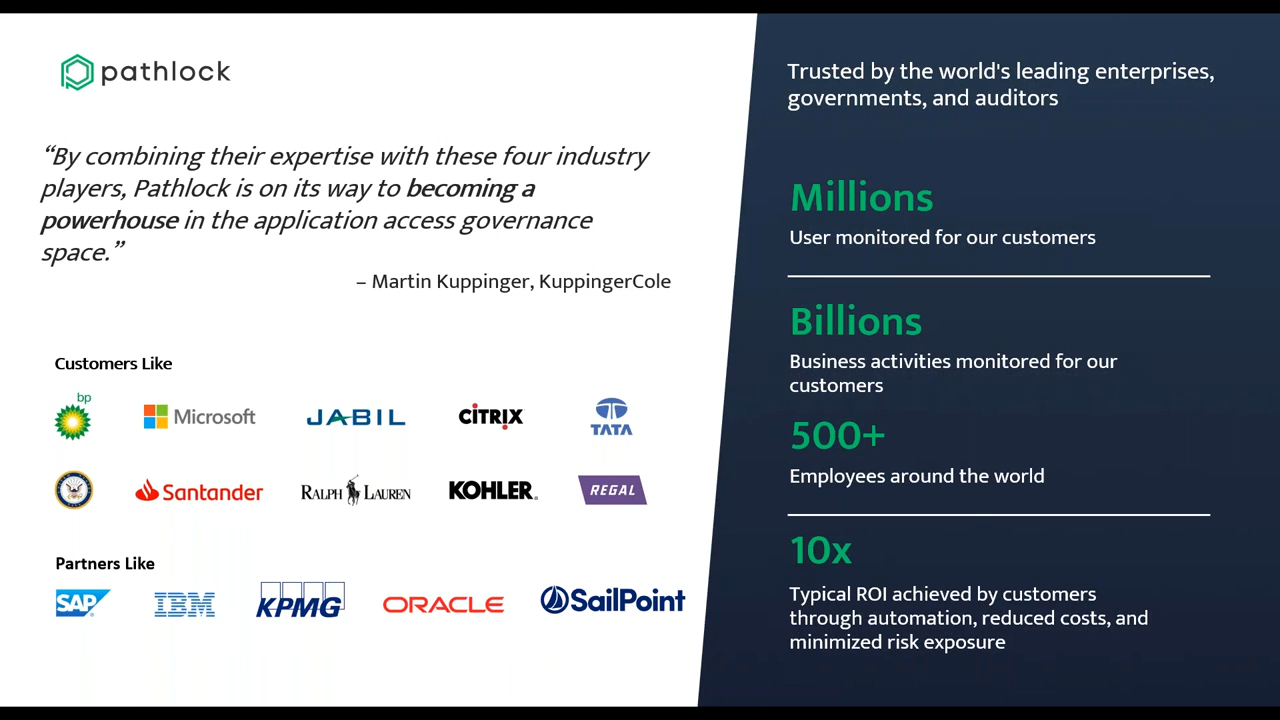 pathlock
“By combining their expertise with these four industry
players, Pathlock is on its way to becoming a
powerhouse in the application access governance
space.”
– Martin Kuppinger, KuppingerCole
Customers Like
bp
Microsoft
JABIL
CITRIX
TATA
Santander
RALPH LAUREN
KOHLER.
REGAL
Partners Like
SAP
IBM
KPMG
ORACLE
SailPoint
Trusted by the world's leading enterprises,
governments, and auditors
Millions
User monitored for our customers
Billions
Business activities monitored for our
customers
500+
Employees around the world
10x
Typical ROI achieved by customers
through automation, reduced costs, and
minimized risk exposure